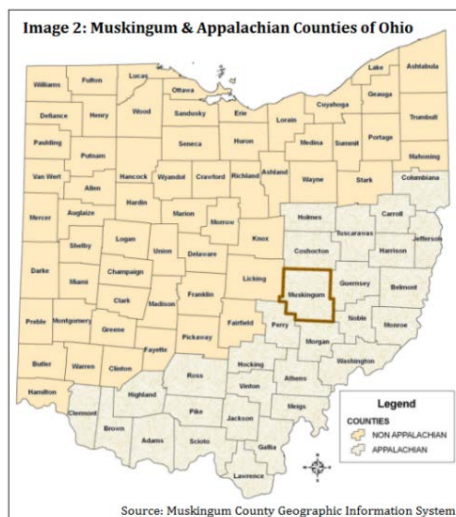 Image 2: Muskingum & Appalachian Counties of Ohio
Ashtabula
Lake
Lucas
Fulton
Williams
Ottawa
Geauga
Cuyahoga
Wood
Sandusky
Erie
Lorain
Trumbull
Defiance
Henry
Portage
Medina
Summit
Huron
Seneca
Paulding
Putnam
Mahoning
Van Wert
Hancock
Wyandot
Crawford
Richland
Ashland
Wayne
Stark
Columbiana
Allen
Hardin
Carroll
Mercer
Auglaize
Marion
Morrow
Holmes
Tuscarawas
Jefferson
Logan
Knox
Shelby
Union
Coshocton
Harrison
Delaware
Darke
Champaign
Licking
Miami
Guernsey
Belmont
Muskingum
Clark
Franklin
Madison
Noble
Preble
Montgomery
Fairfield
Perry
Monroe
Greene
Pickaway
Morgan
Fayette
Washington
Butler
Warren
Clinton
Hocking
Ross
Athens
Hamilton
Vinton
Highland
Clermont
Meigs
Pike
Jackson
Brown
Adams
Scioto
Gallia
Lawrence
Legend
COUNTIES
NON APPALACHIAN
APPALACHIAN
Source: Muskingum County Geographic Information System